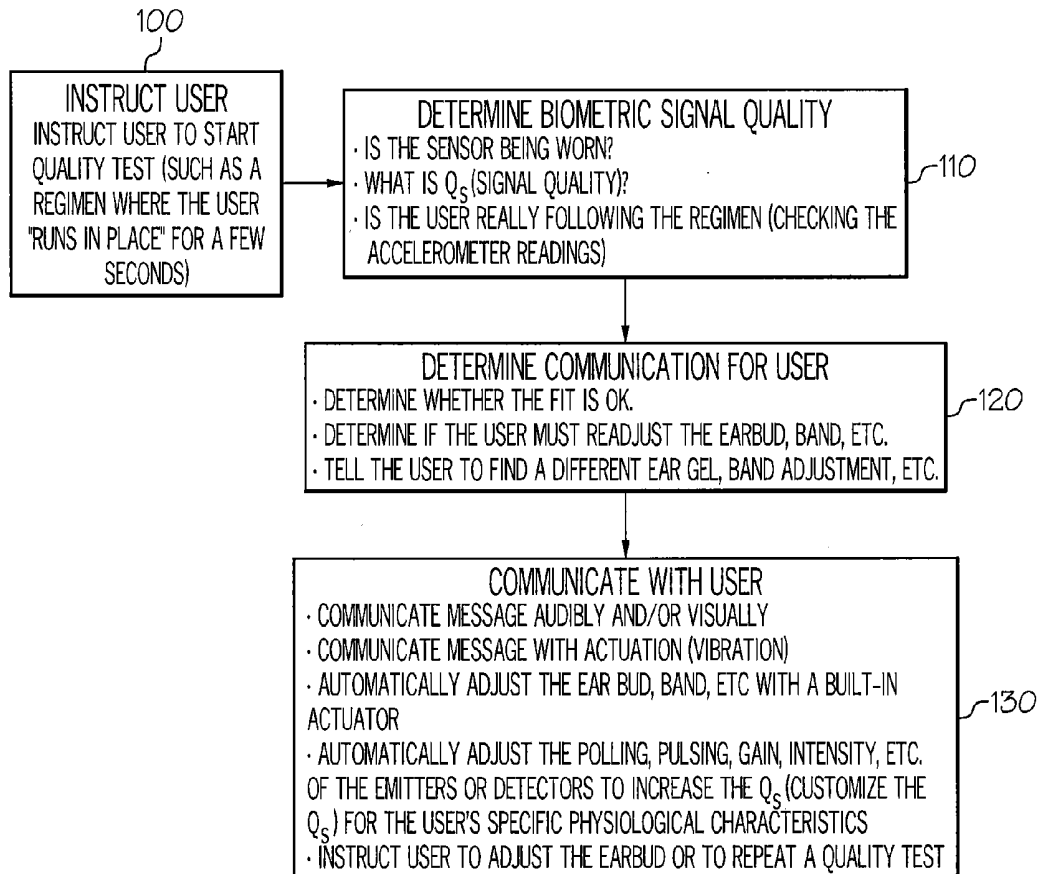 100
INSTRUCT USER
INSTRUCT USER TO START
QUALITY TEST (SUCH AS A
REGIMEN WHERE THE USER
"RUNS IN PLACE" FOR A FEW
SECONDS)
DETERMINE BIOMETRIC SIGNAL QUALITY
· IS THE SENSOR BEING WORN?
· WHAT IS QS (SIGNAL QUALITY)?
· IS THE USER REALLY FOLLOWING THE REGIMEN (CHECKING THE
ACCELEROMETER READINGS)
110
DETERMINE COMMUNICATION FOR USER
· DETERMINE WHETHER THE FIT IS OK.
· DETERMINE IF THE USER MUST READJUST THE EARBUD, BAND, ETC.
· TELL THE USER TO FIND A DIFFERENT EAR GEL, BAND ADJUSTMENT, ETC.
120
COMMUNICATE WITH USER
· COMMUNICATE MESSAGE AUDIBLY AND/OR VISUALLY
· COMMUNICATE MESSAGE WITH ACTUATION (VIBRATION)
· AUTOMATICALLY ADJUST THE EAR BUD, BAND, ETC WITH A BUILT-IN
ACTUATOR
· AUTOMATICALLY ADJUST THE POLLING, PULSING, GAIN, INTENSITY, ETC.
OF THE EMITTERS OR DETECTORS TO INCREASE THE QS (CUSTOMIZE THE
QS) FOR THE USER'S SPECIFIC PHYSIOLOGICAL CHARACTERISTICS
· INSTRUCT USER TO ADJUST THE EARBUD OR TO REPEAT A QUALITY TEST
130